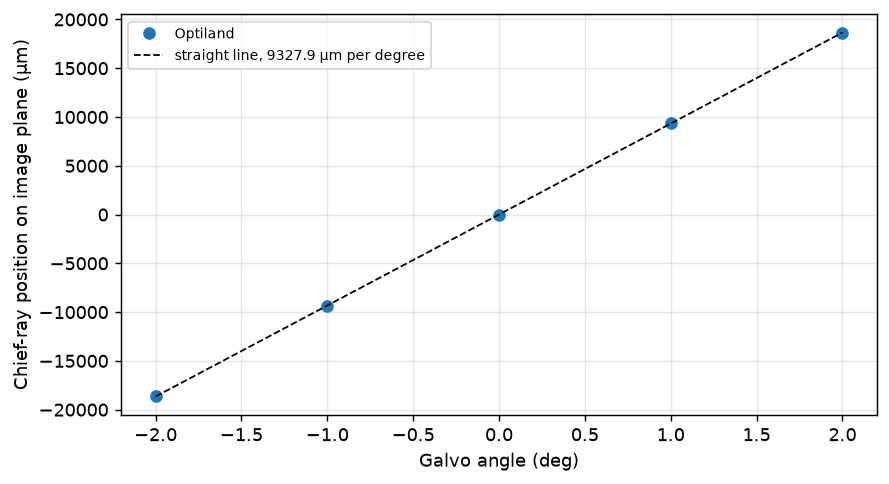 Optiland
straight line, 9327.9 μm per degree
Chief-ray position on image plane (μm)
20000
15000
10000
5000
0
−5000
−10000
−15000
−20000
−2.0 −1.5 −1.0 −0.5 0.0 0.5 1.0 1.5 2.0
Galvo angle (deg)